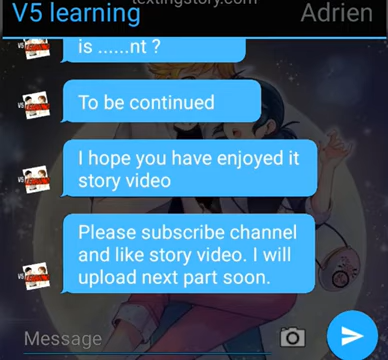 textingstory.com
V5 learning
Adrien
is ......nt ?
To be continued
I hope you have enjoyed it
story video
Please subscribe channel
and like story video. I will
upload next part soon.
Message